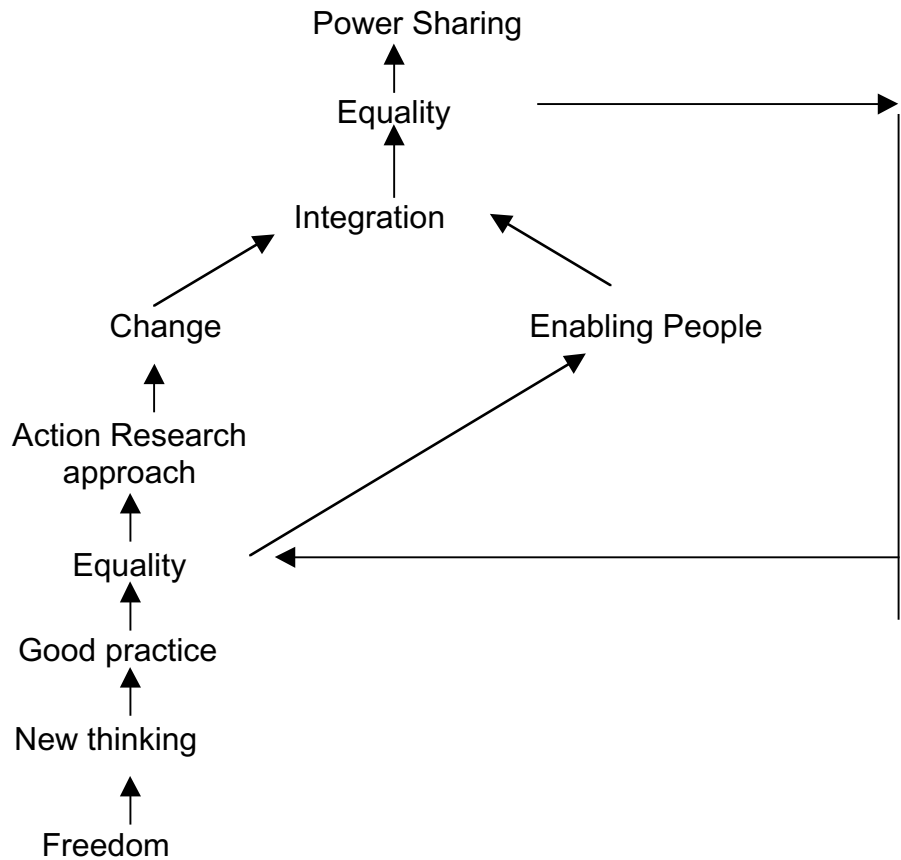 Power Sharing
Equality
Integration
Change
Enabling People
Action Research
approach
Equality
Good practice
New thinking
Freedom